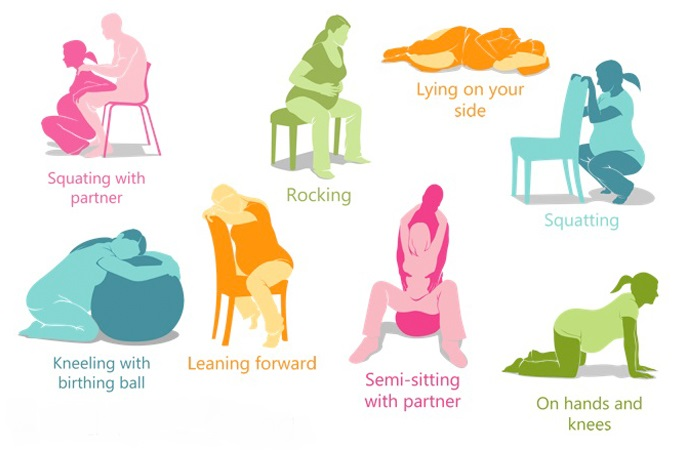 Squating with
partner
Rocking
Lying on your
side
Squatting
Kneeling with
birthing ball
Leaning forward
Semi-sitting
with partner
On hands and
knees